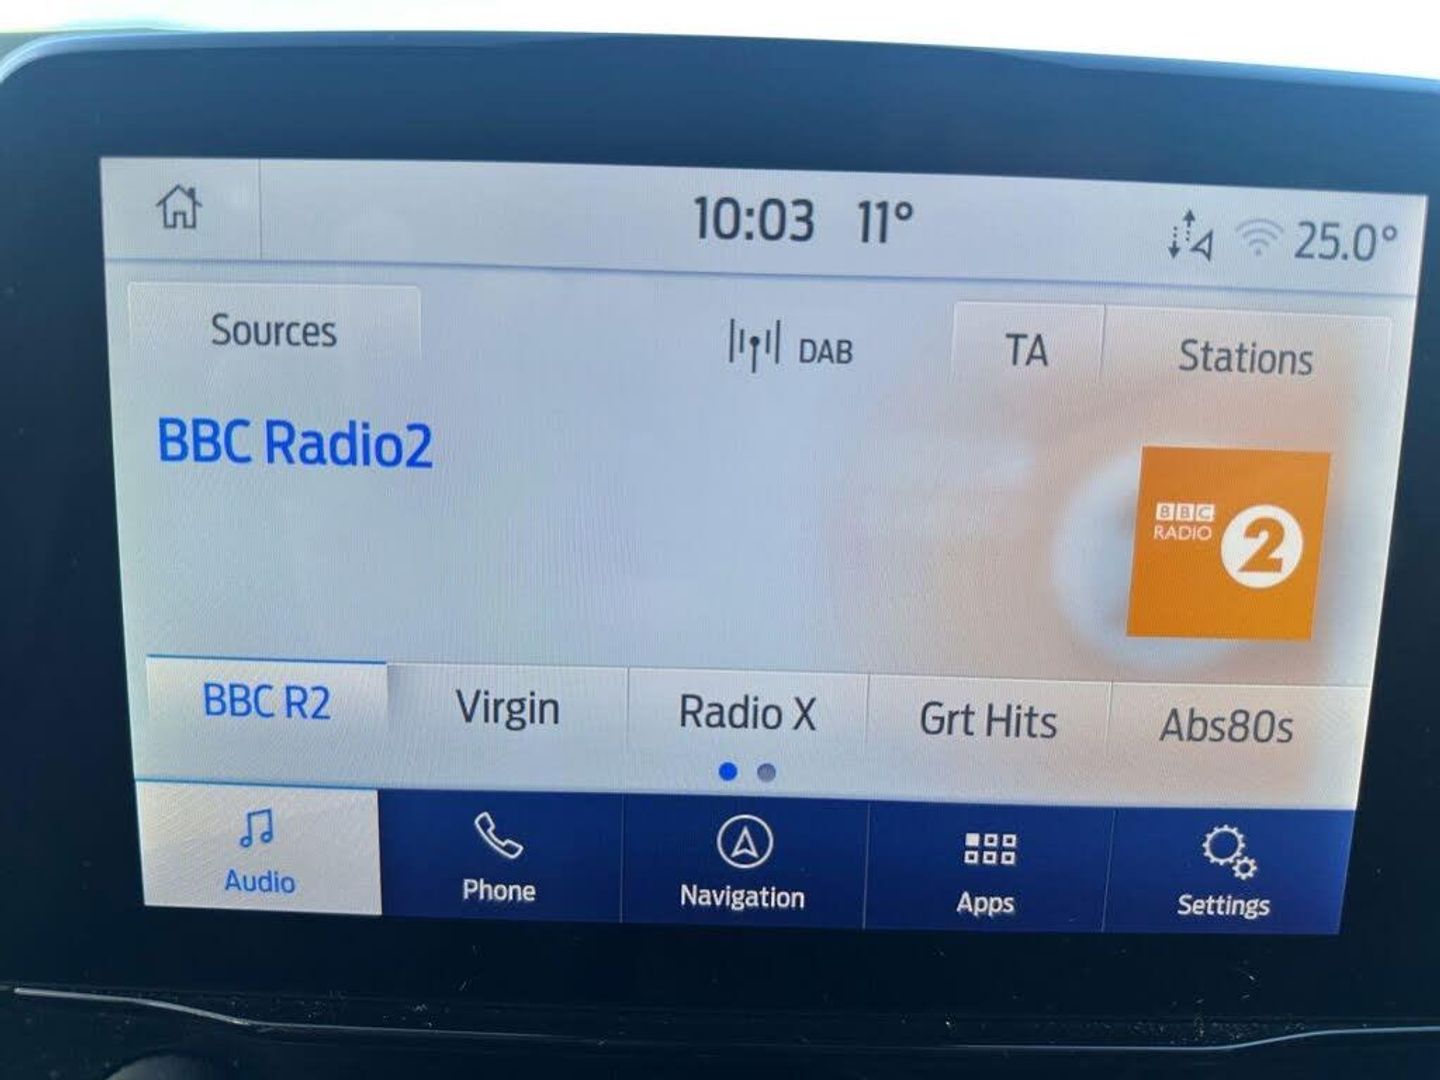 10:03 11° 25.0°
Sources DAB TA Stations
BBC Radio2
BBC
RADIO 2
BBC R2 Virgin Radio X Grt Hits Abs80s
Audio Phone Navigation Apps Settings